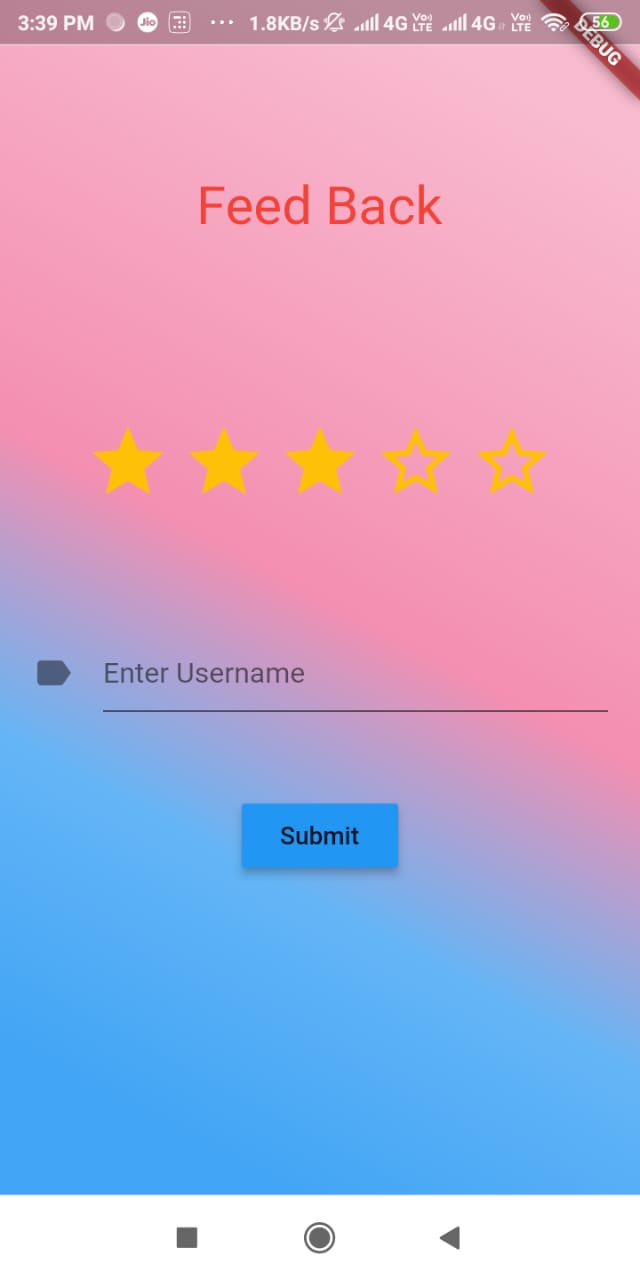 3:39 PM Jio ... 1.8KB/s 4G Vo) LTE 4G Vo) LTE 56
DEBUG
Feed Back
Enter Username
Submit